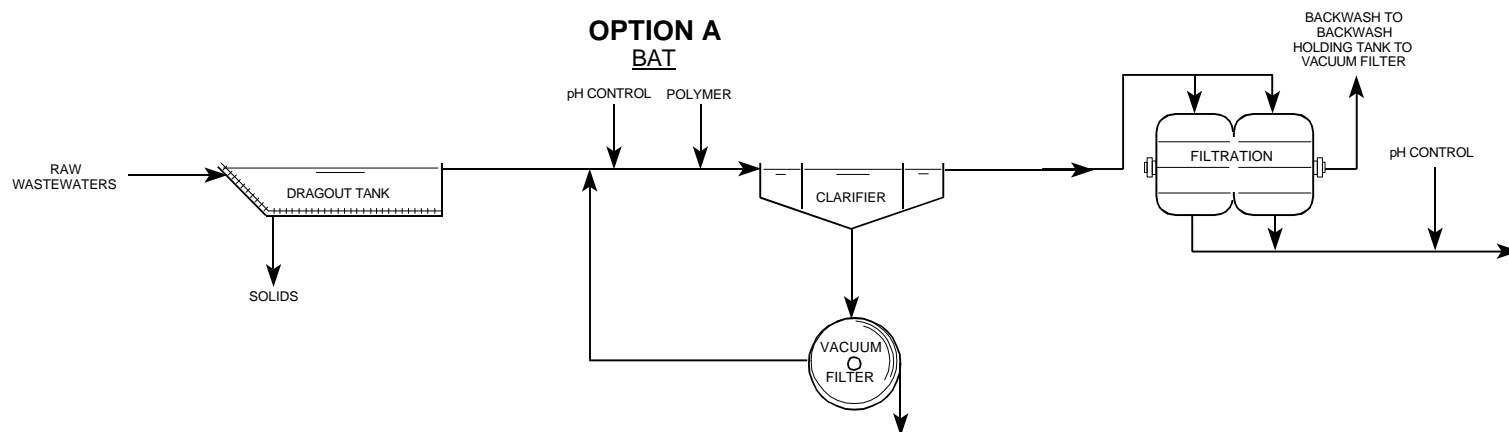 OPTION A
BAT
BACKWASH TO
BACKWASH
HOLDING TANK TO
VACUUM FILTER
pH CONTROL
POLYMER
RAW
WASTEWATERS
DRAGOUT TANK
CLARIFIER
FILTRATION
pH CONTROL
SOLIDS
VACUUM
FILTER